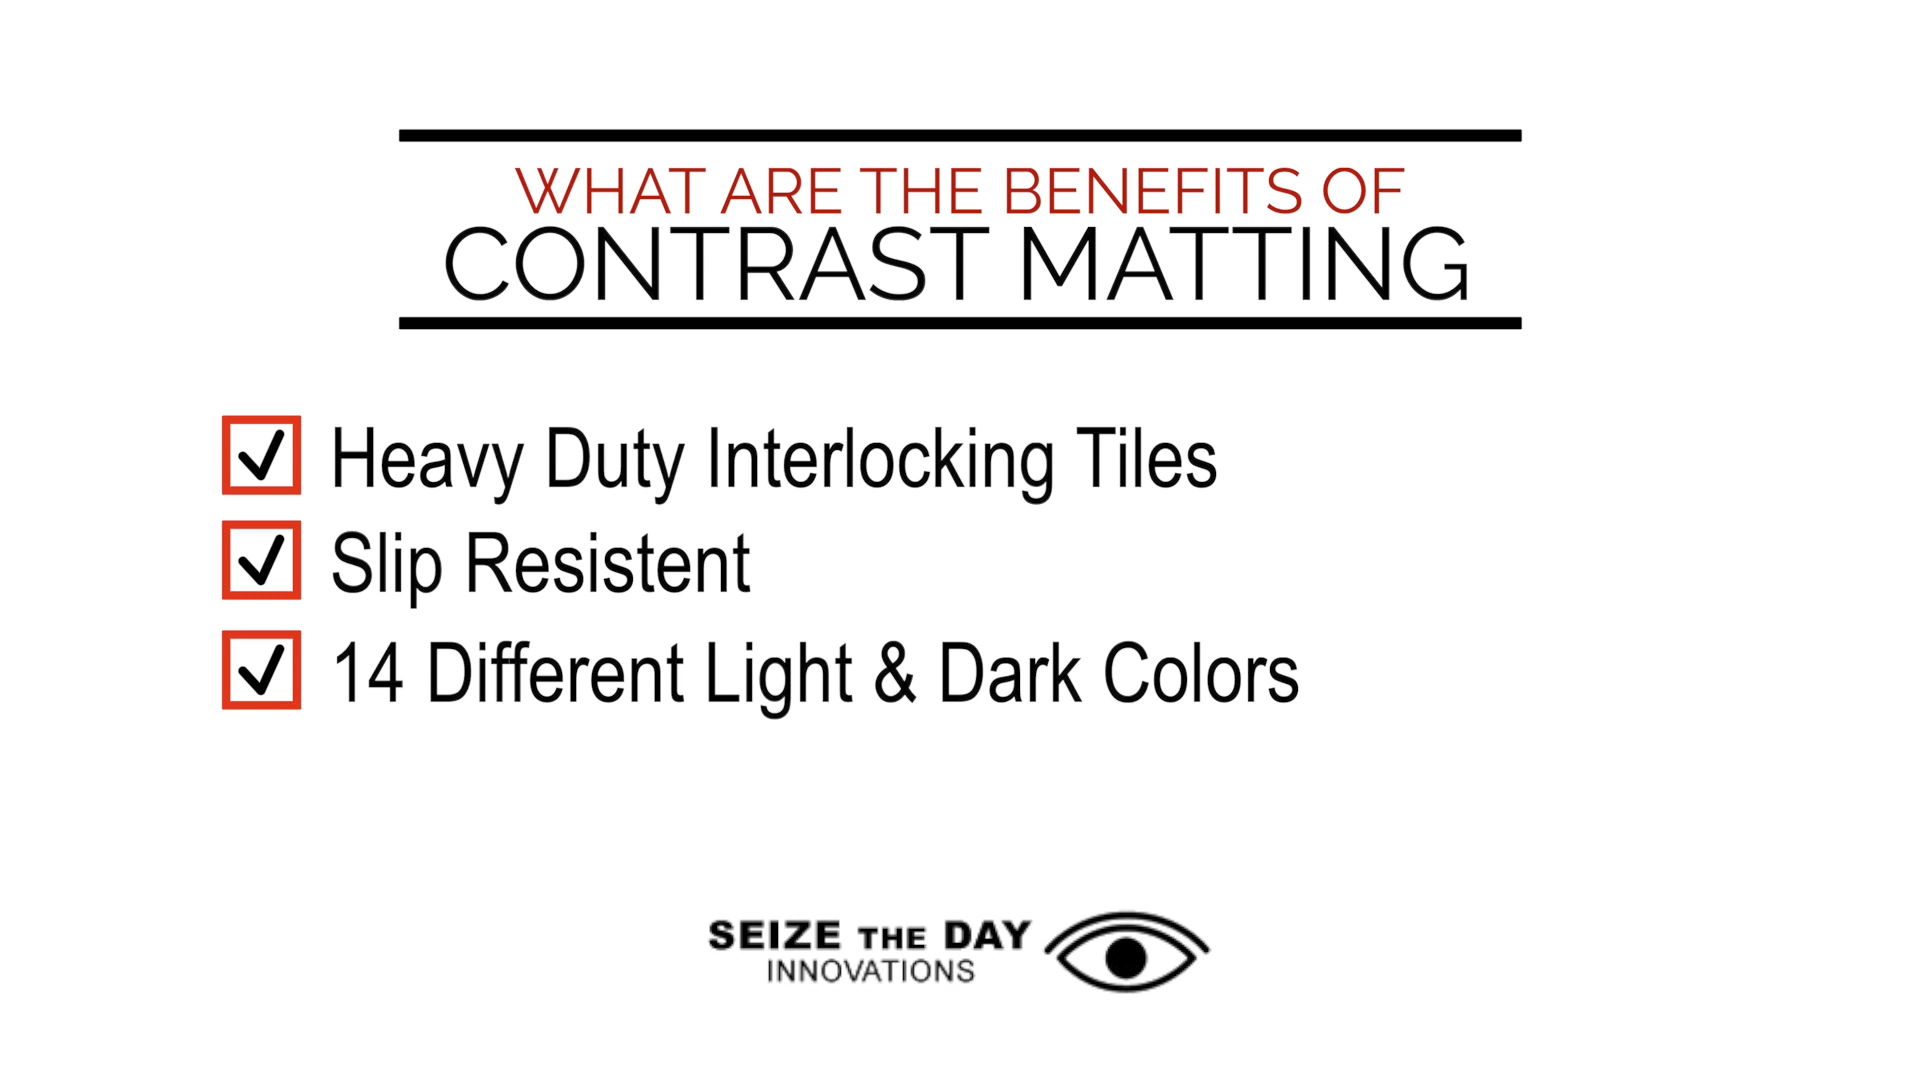 WHAT ARE THE BENEFITS OF
CONTRAST MATTING
Heavy Duty Interlocking Tiles
Slip Resistent
14 Different Light & Dark Colors
SEIZE THE DAY
INNOVATIONS